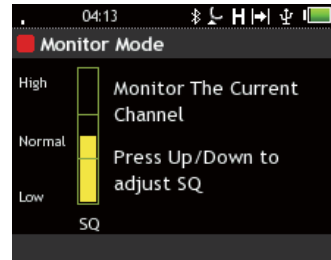 04:13 H
Monitor Mode
High
Normal
Low
SQ
Monitor The Current
Channel
Press Up/Down to
adjust SQ